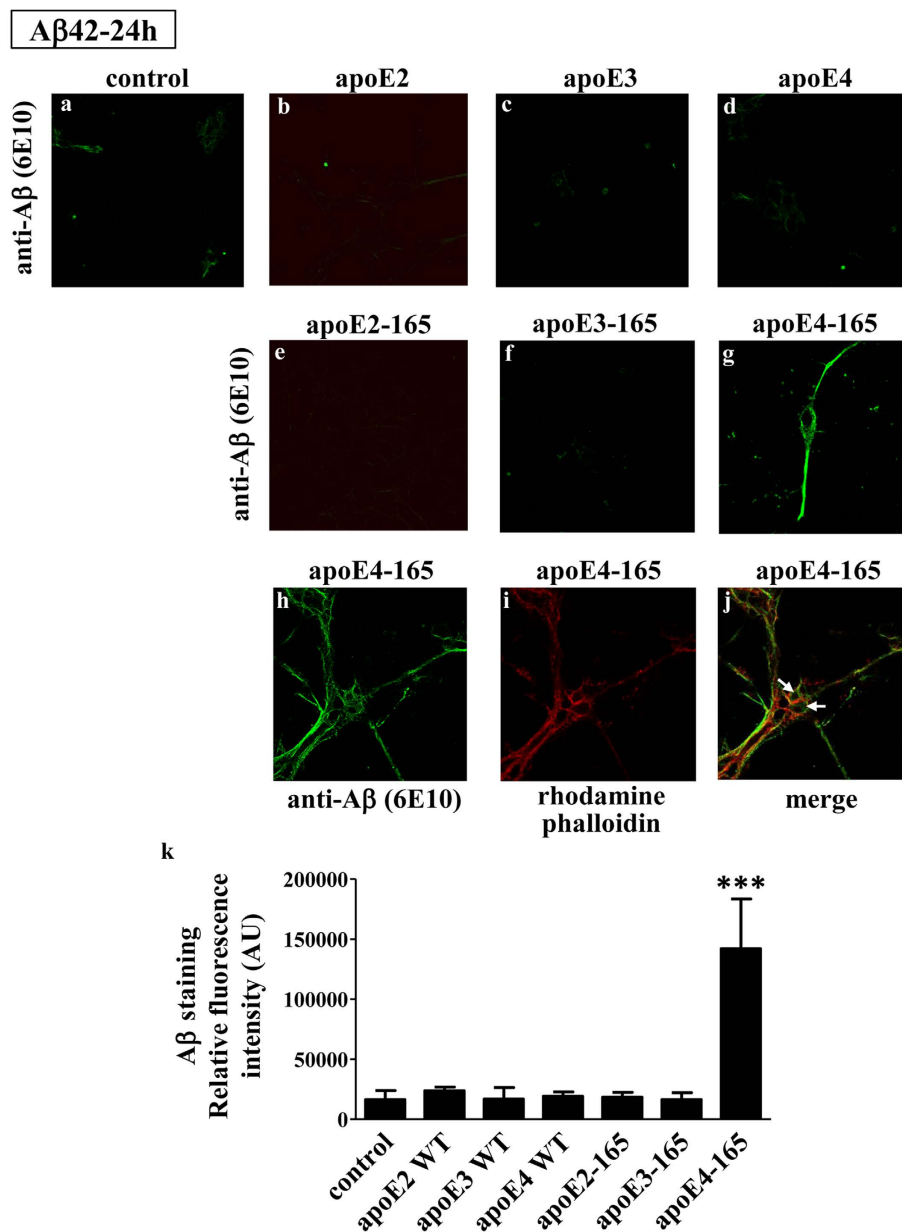 Aβ42-24h
control apoE2 apoE3 apoE4
anti-Aβ (6E10)
a b c d
apoE2-165 apoE3-165 apoE4-165
anti-Aβ (6E10)
e f g
apoE4-165 apoE4-165 apoE4-165
h i j
anti-Aβ (6E10) rhodamine merge
phalloidin
k
Aβ staining
Relative fluorescence
intensity (AU)
200000
150000
100000
50000
0
***
control apoE2 WT apoE3 WT apoE4 WT apoE2-165 apoE3-165 apoE4-165